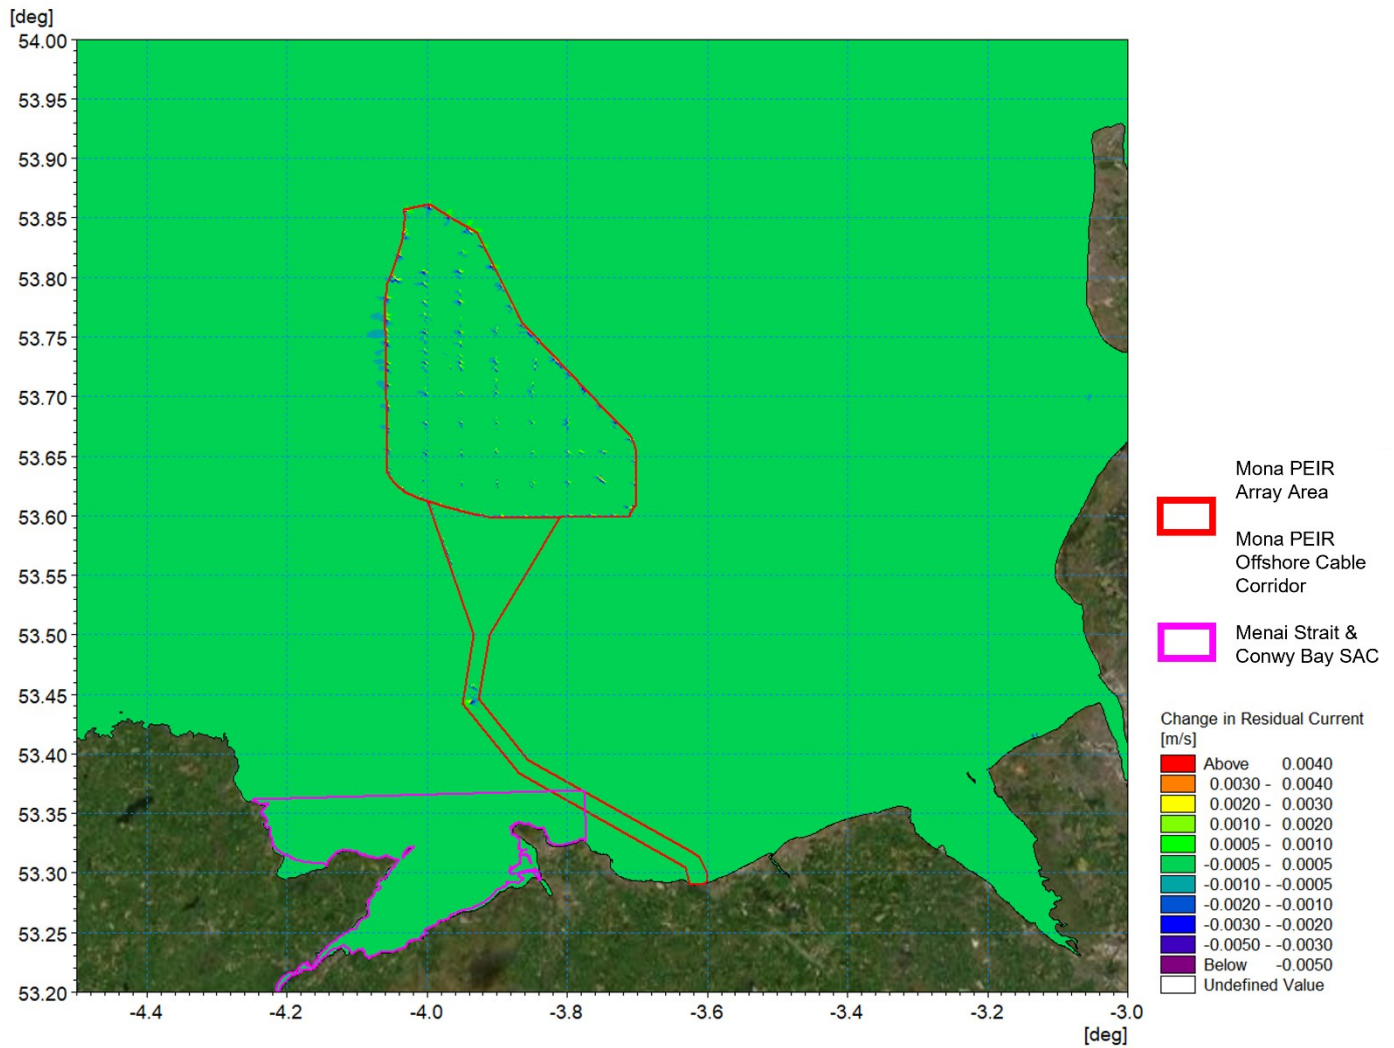 [deg]
54.00
53.95
53.90
53.85
53.80
53.75
53.70
53.65
53.60
53.55
53.50
53.45
53.40
53.35
53.30
53.25
53.20
-4.4
-4.2
-4.0
-3.8
-3.6
-3.4
-3.2
-3.0
[deg]
Mona PEIR
Array Area
Mona PEIR
Offshore Cable
Corridor
Menai Strait &
Conwy Bay SAC
Change in Residual Current
[m/s]
Above 0.0040
0.0030 - 0.0040
0.0020 - 0.0030
0.0010 - 0.0020
0.0005 - 0.0010
-0.0005 - 0.0005
-0.0010 - -0.0005
-0.0020 - -0.0010
-0.0030 - -0.0020
-0.0050 - -0.0030
Below -0.0050
Undefined Value